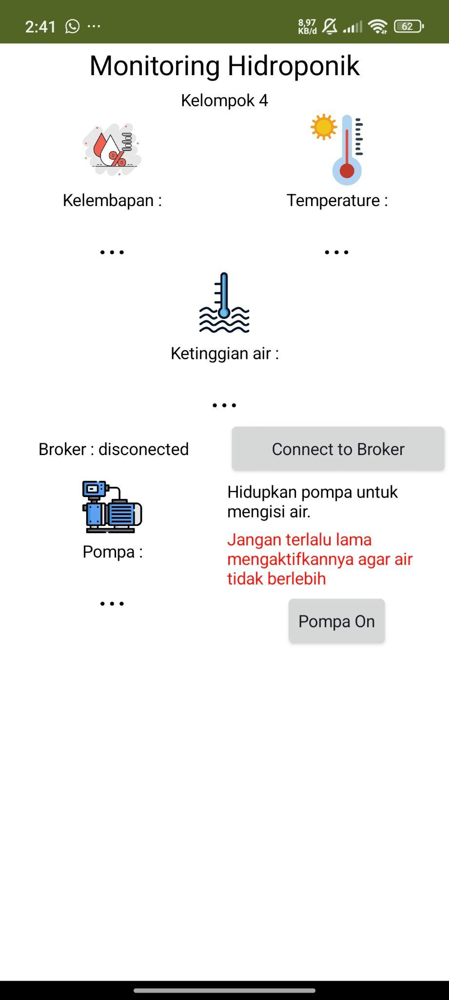 2:41 ... 8,97 KB/d 62
Monitoring Hidroponik
Kelompok 4
%
Kelembapan : Temperature :
... ...
Ketinggian air :
...
Broker : disconected Connect to Broker
Hidupkan pompa untuk
mengisi air.
Jangan terlalu lama
Pompa :
mengaktifkannya agar air
tidak berlebih
...
Pompa On